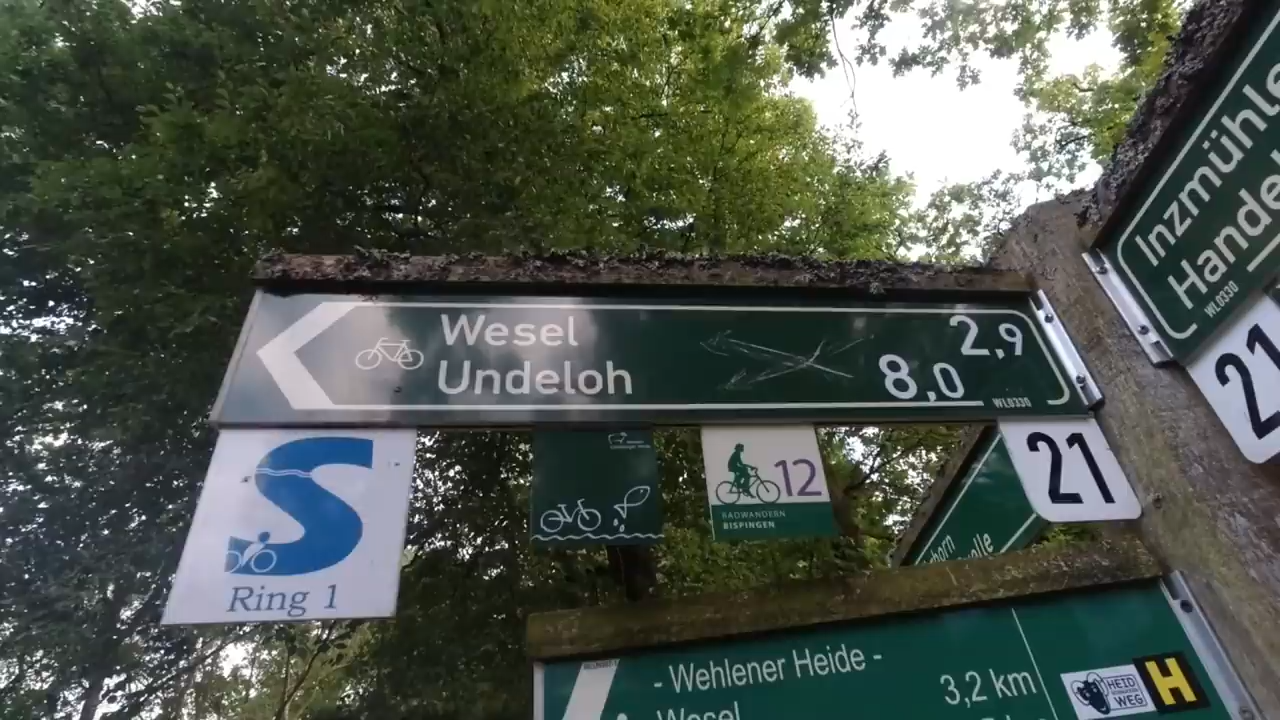 Wesel 2,9
Undeloh 8,0
WL0330
S
Ring 1
12
RADWANDERN
BISPINGEN
21
Inzmühle
Hande
WL0330
21
- Wehlener Heide - 3,2 km
Wesel
HEID
WEG
H